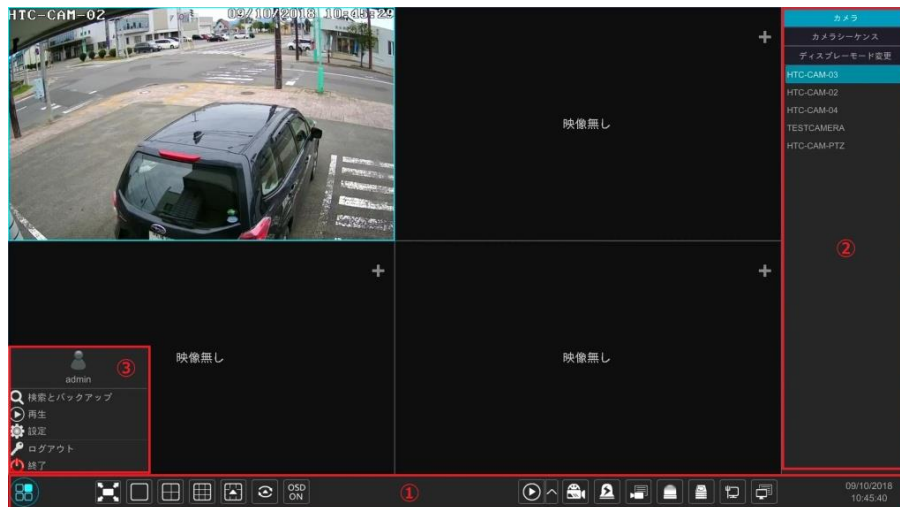 HTC-CAM-02
09/10/2018 10:45:29
映像無し
映像無し
映像無し
カメラ
カメラシーケンス
ディスプレーモード変更
HTC-CAM-03
HTC-CAM-02
HTC-CAM-04
TESTCAMERA
HTC-CAM-PTZ
②
③
admin
検索とバックアップ
再生
設定
ログアウト
終了
OSD
ON
①
09/10/2018
10:45:40